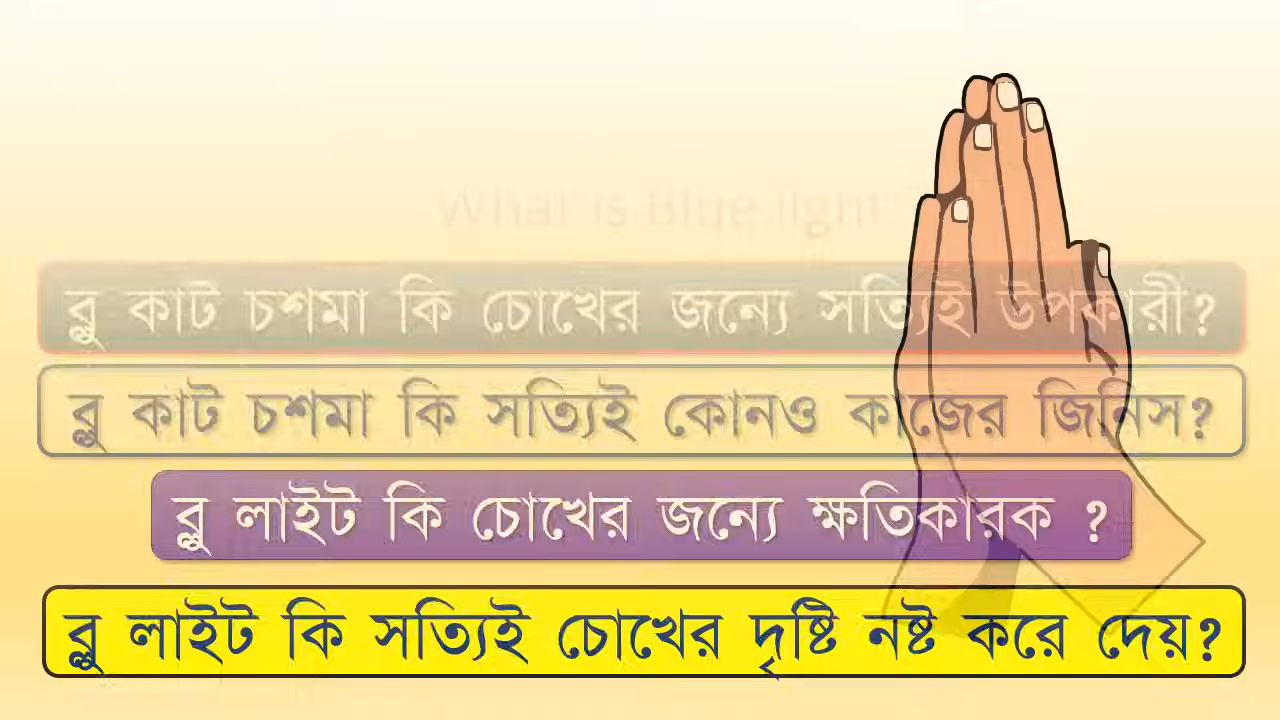 What is Blue light
ব্লু কাট চশমা কি চোখের জন্যে সত্যিই উপকারী?
ব্লু কাট চশমা কি সত্যিই কোনও কাজের জিনিস?
ব্লু লাইট কি চোখের জন্যে ক্ষতিকারক ?
ব্লু লাইট কি সত্যিই চোখের দৃষ্টি নষ্ট করে দেয়?